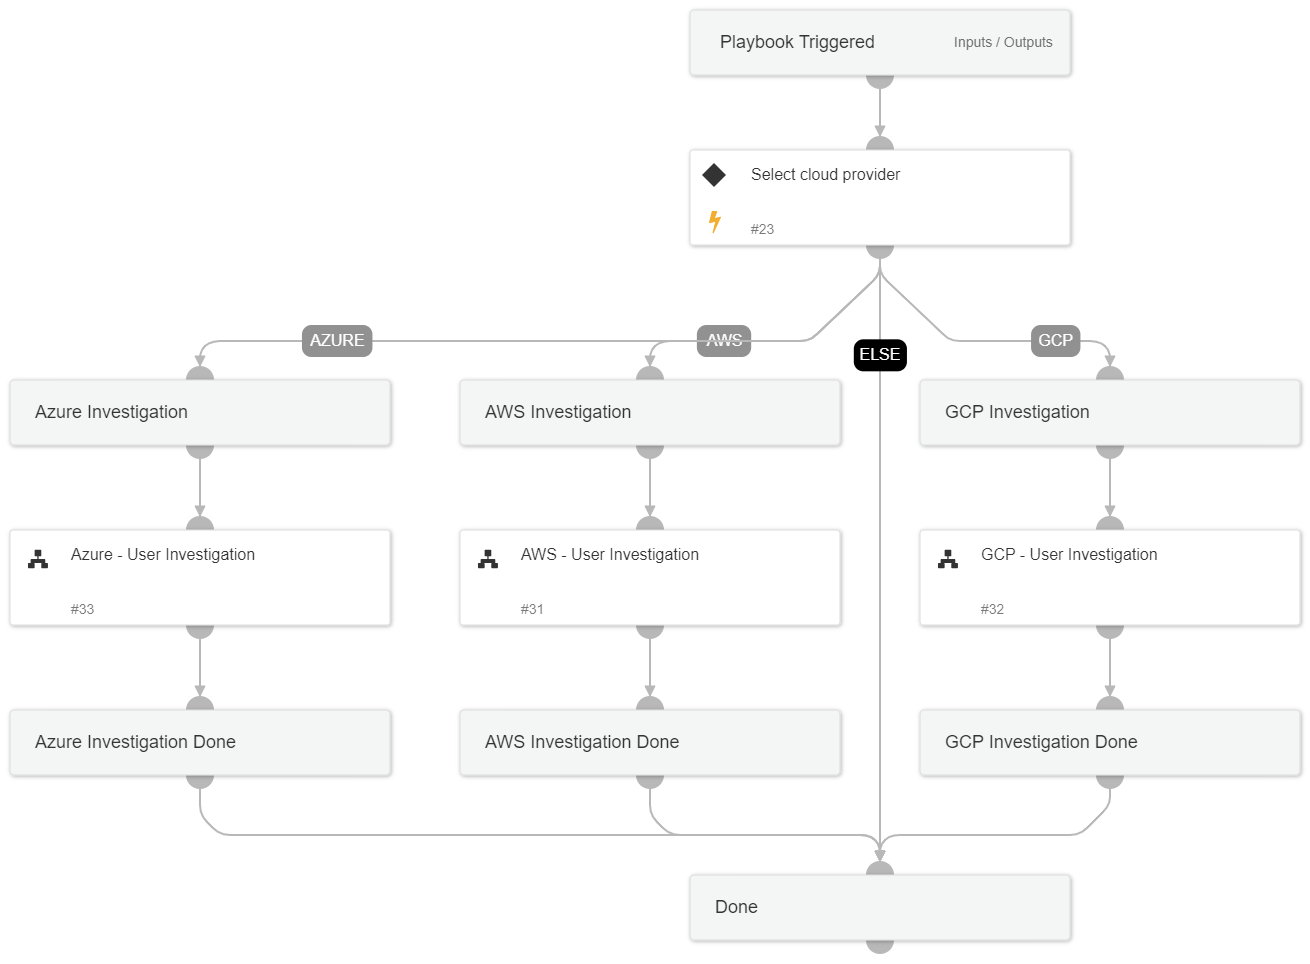 Playbook Triggered
Inputs / Outputs
Select cloud provider
#23
AZURE
AWS
ELSE
GCP
Azure Investigation
AWS Investigation
GCP Investigation
Azure - User Investigation
#33
AWS - User Investigation
#31
GCP - User Investigation
#32
Azure Investigation Done
AWS Investigation Done
GCP Investigation Done
Done